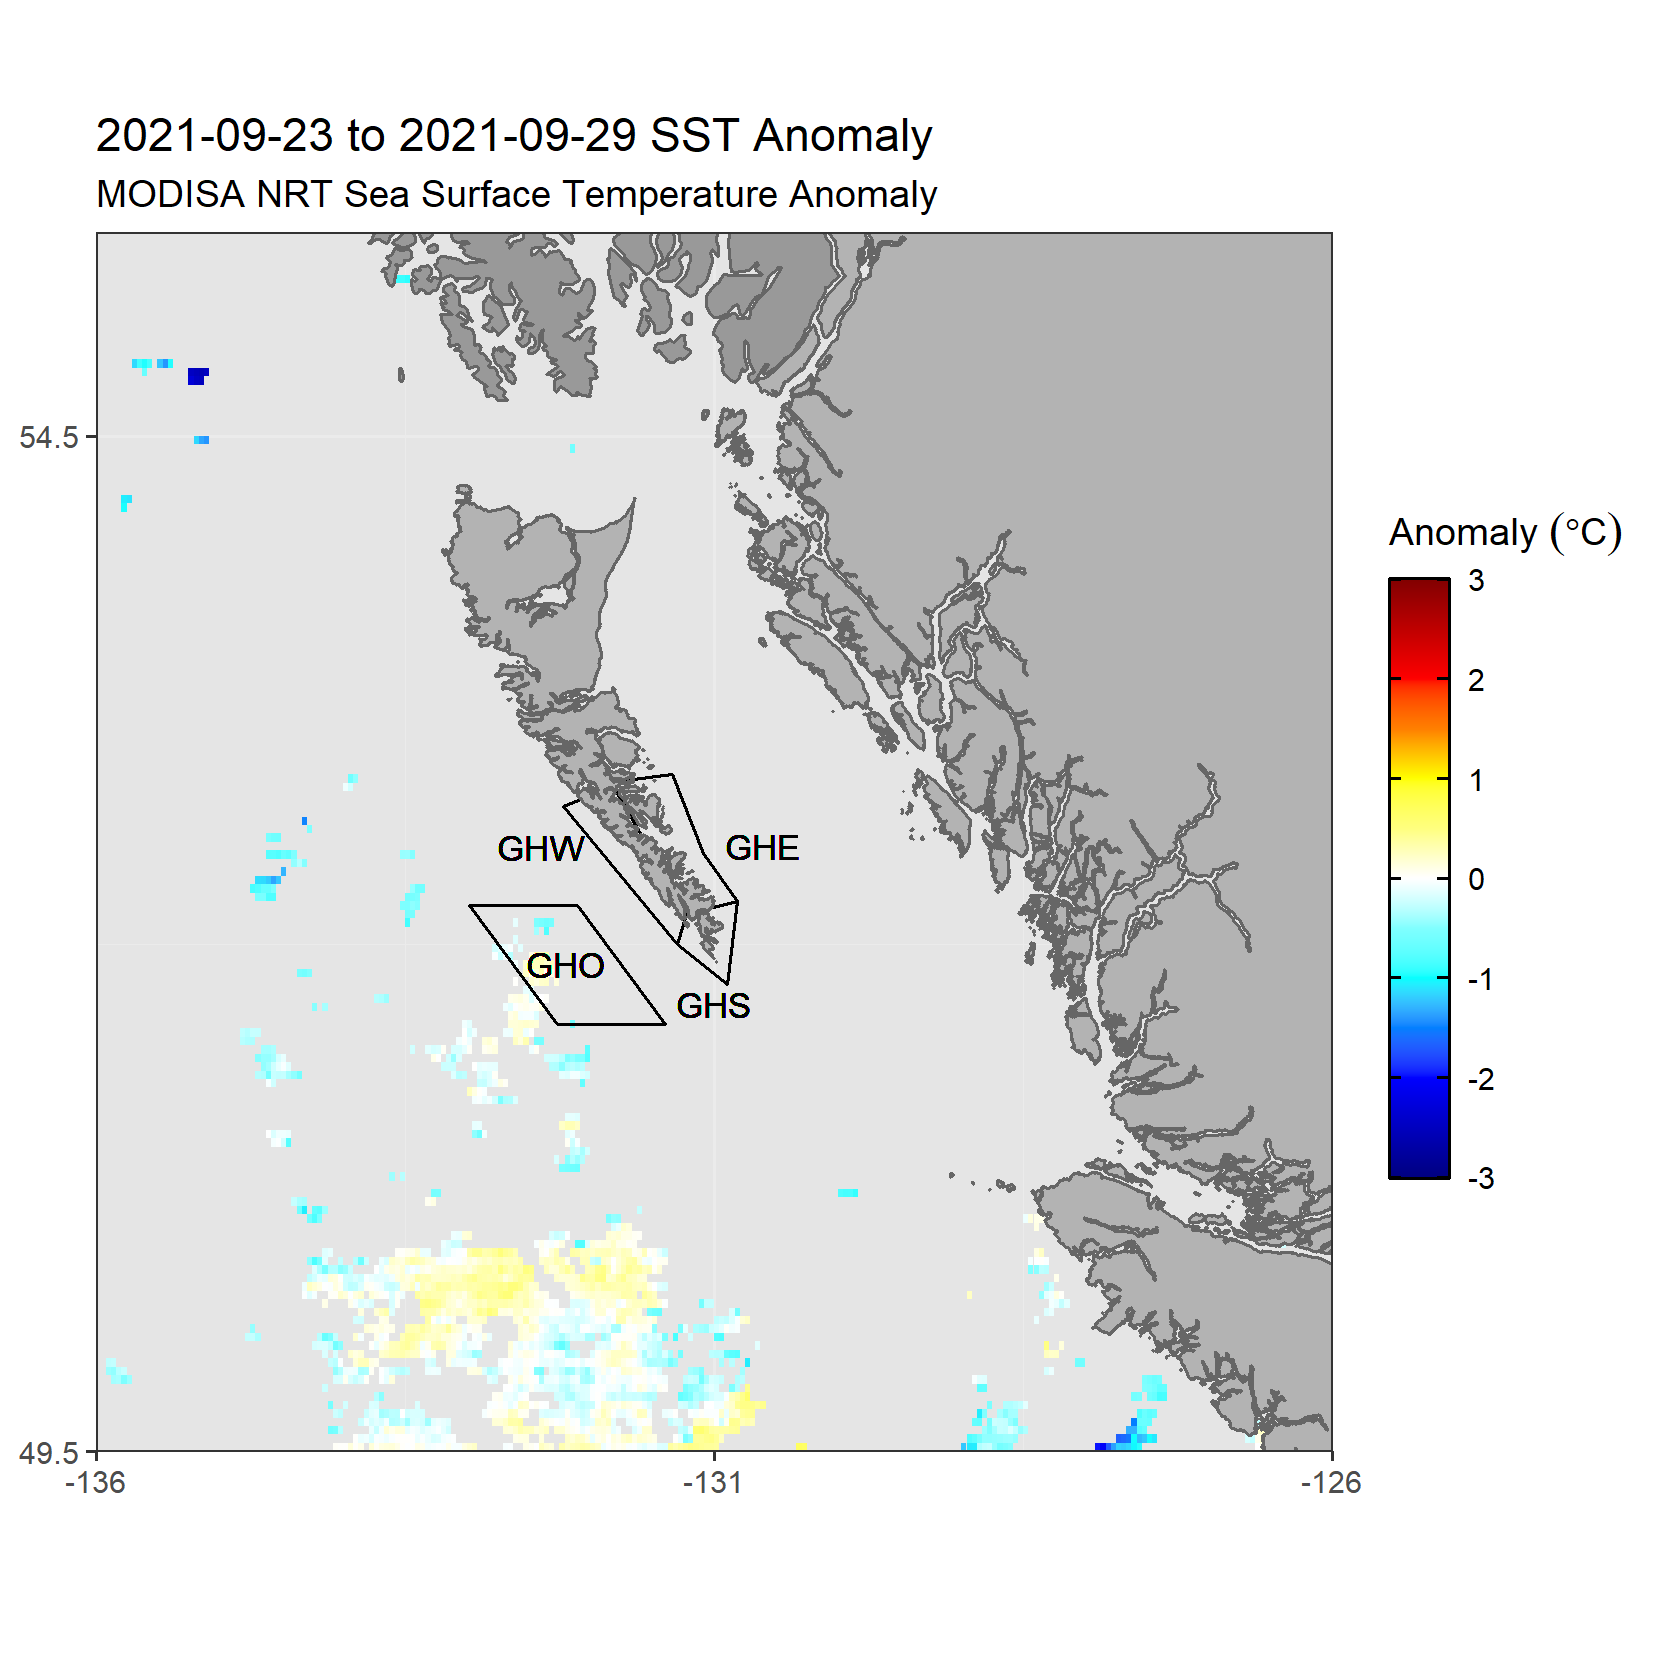 2021-09-23 to 2021-09-29 SST Anomaly
MODISA NRT Sea Surface Temperature Anomaly
54.5
49.5
-136
-131
-126
GHW
GHE
GHO
GHS
Anomaly (°C)
3
2
1
0
-1
-2
-3